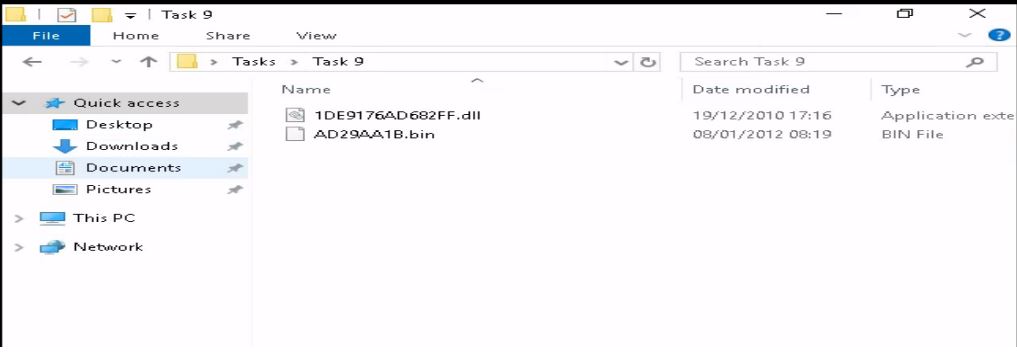 Task 9
File Home Share View
Tasks > Task 9
Search Task 9
Name Date modified Type
Quick access
1DE9176AD682FF.dll 19/12/2010 17:16 Application exte
Desktop
AD29AA1B.bin 08/01/2012 08:19 BIN File
Downloads
Documents
Pictures
This PC
Network